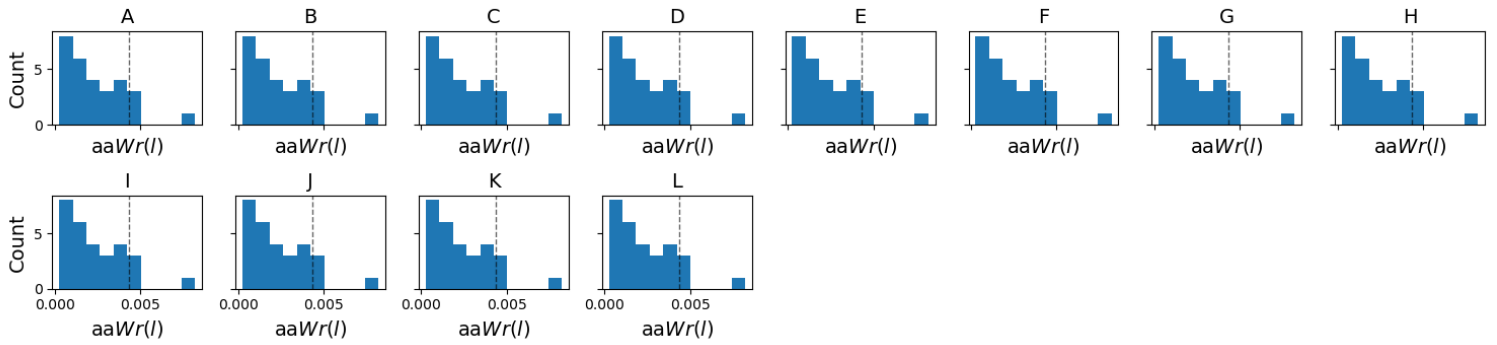 A B C D E F G H
Count 5 0
aaWr(l) aaWr(l) aaWr(l) aaWr(l) aaWr(l) aaWr(l) aaWr(l) aaWr(l)
I J K L
Count 5 0
0.000 0.005 0.000 0.005 0.000 0.005 0.000 0.005
aaWr(l) aaWr(l) aaWr(l) aaWr(l)